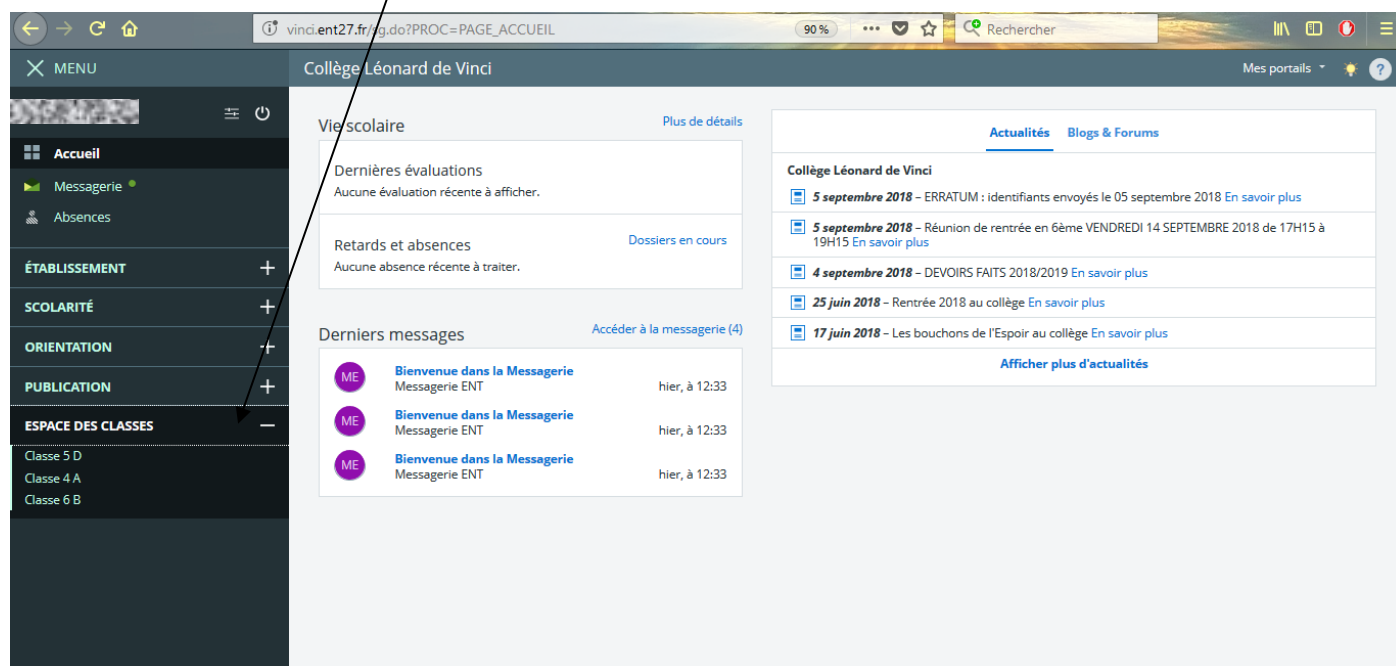 vinci.ent27.fr/sg.do?PROC=PAGE_ACCUEIL
90 %
Rechercher
MENU
Collège Léonard de Vinci
Mes portails
?
Accueil
Messagerie
Absences
ÉTABLISSEMENT
SCOLARITÉ
ORIENTATION
PUBLICATION
ESPACE DES CLASSES
Classe 5 D
Classe 4 A
Classe 6 B
Vie scolaire
Plus de détails
Dernières évaluations
Aucune évaluation récente à afficher.
Retards et absences
Dossiers en cours
Aucune absence récente à traiter.
Derniers messages
Accéder à la messagerie (4)
ME
Bienvenue dans la Messagerie
Messagerie ENT
hier, à 12:33
ME
Bienvenue dans la Messagerie
Messagerie ENT
hier, à 12:33
ME
Bienvenue dans la Messagerie
Messagerie ENT
hier, à 12:33
Actualités Blogs & Forums
Collège Léonard de Vinci
5 septembre 2018 – ERRATUM : identifiants envoyés le 05 septembre 2018 En savoir plus
5 septembre 2018 – Réunion de rentrée en 6ème VENDREDI 14 SEPTEMBRE 2018 de 17H15 à
19H15 En savoir plus
4 septembre 2018 – DEVOIRS FAITS 2018/2019 En savoir plus
25 juin 2018 – Rentrée 2018 au collège En savoir plus
17 juin 2018 – Les bouchons de l'Espoir au collège En savoir plus
Afficher plus d'actualités